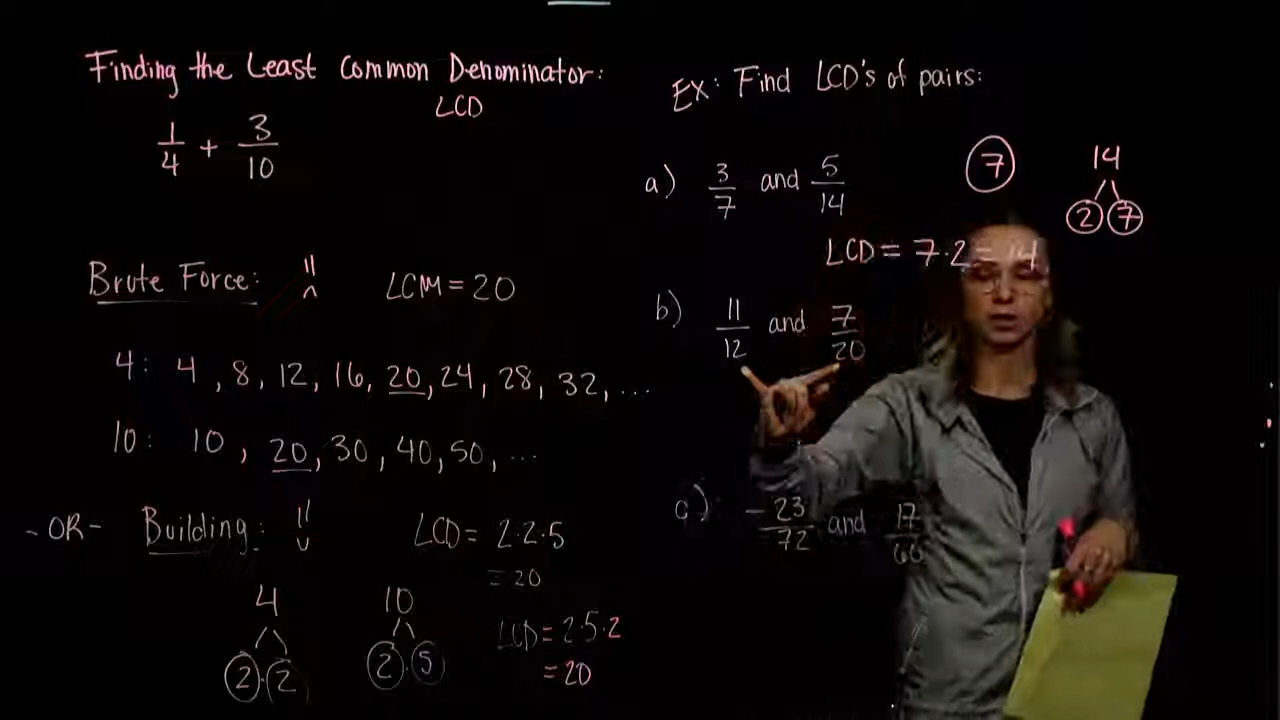 Finding the Least Common Denominator:
LCD
1/4 + 3/10
Brute Force:
LCM = 20
4: 4, 8, 12, 16, 20, 24, 28, 32, ...
10: 10, 20, 30, 40, 50, ...
- OR - Building:
LCD = 2·2·5
= 20
4
2·2
10
2·5
LCD = 2·5·2
= 20
EX: Find LCD's of pairs:
a) 3/7 and 5/14
7
14
2 7
LCD = 7·2 = 14
b) 11/12 and 7/20
c) -23/72 and 17/60